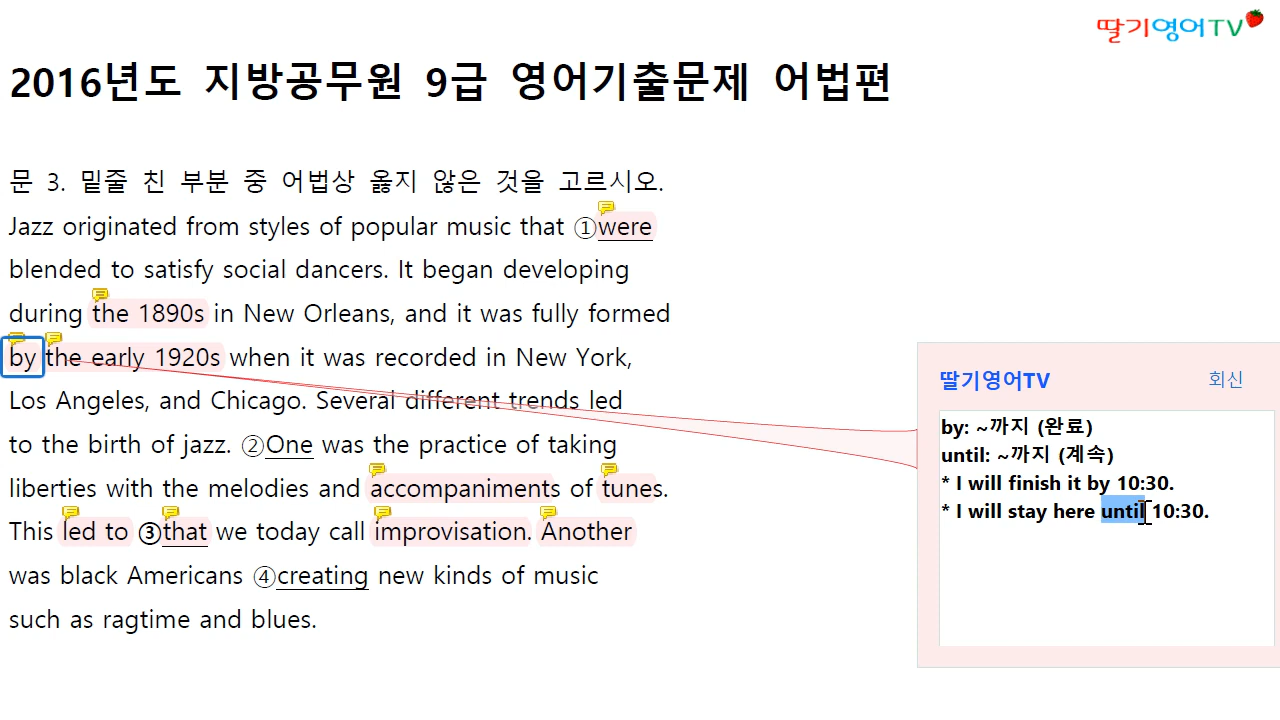 딸기영어TV
2016년도 지방공무원 9급 영어기출문제 어법편
문 3. 밑줄 친 부분 중 어법상 옳지 않은 것을 고르시오.
Jazz originated from styles of popular music that ①were
blended to satisfy social dancers. It began developing
during the 1890s in New Orleans, and it was fully formed
by the early 1920s when it was recorded in New York,
Los Angeles, and Chicago. Several different trends led
to the birth of jazz. ②One was the practice of taking
liberties with the melodies and accompaniments of tunes.
This led to ③that we today call improvisation. Another
was black Americans ④creating new kinds of music
such as ragtime and blues.
딸기영어TV 회신
by: ~까지 (완료)
until: ~까지 (계속)
* I will finish it by 10:30.
* I will stay here until 10:30.